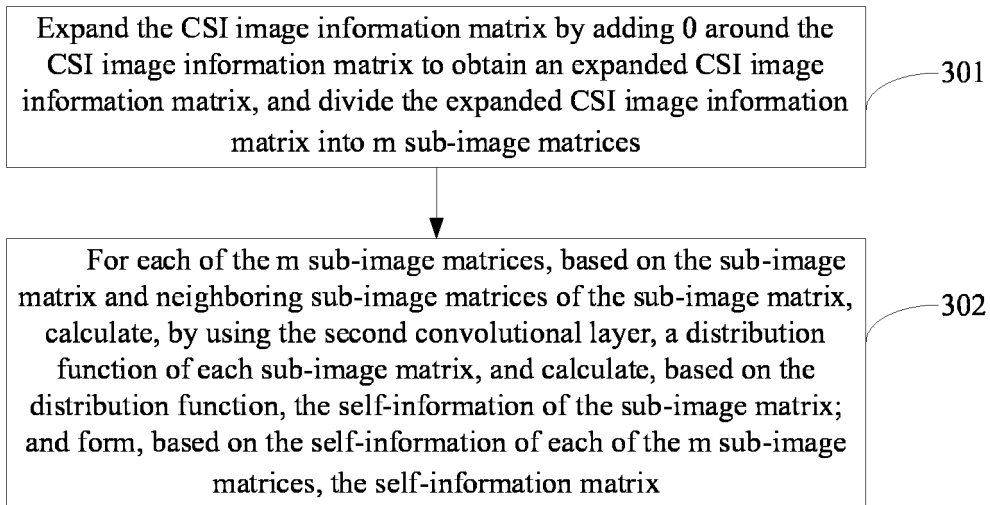 Expand the CSI image information matrix by adding 0 around the
CSI image information matrix to obtain an expanded CSI image
information matrix, and divide the expanded CSI image information
matrix into m sub-image matrices
301
For each of the m sub-image matrices, based on the sub-image
matrix and neighboring sub-image matrices of the sub-image matrix,
calculate, by using the second convolutional layer, a distribution
function of each sub-image matrix, and calculate, based on the
distribution function, the self-information of the sub-image matrix;
and form, based on the self-information of each of the m sub-image
matrices, the self-information matrix
302